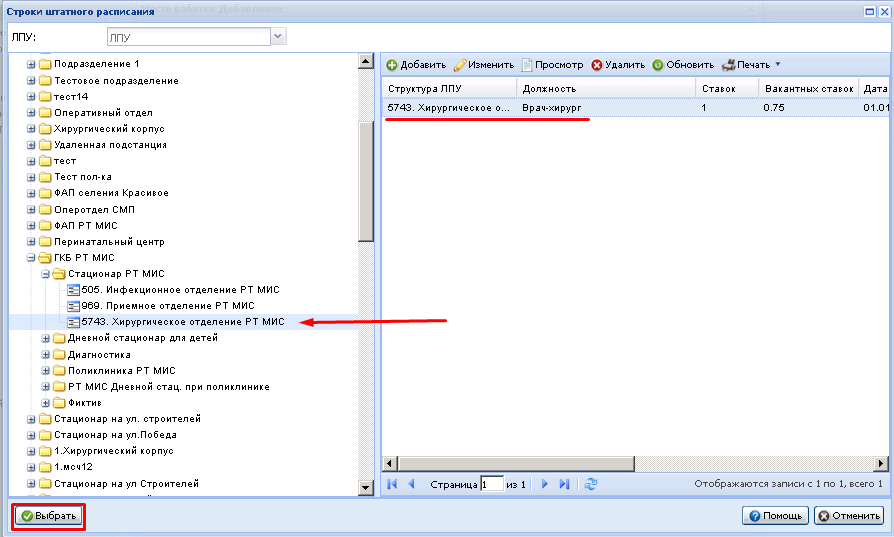 Строки штатного расписания
ЛПУ: ЛПУ
Подразделение 1
Тестовое подразделение
тест14
Оперативный отдел
Хирургический корпус
Удаленная подстанция
тест
Тест пол-ка
ФАП селения Красивое
Оперотдел СМП
ФАП РТ МИС
Перинатальный центр
ГКБ РТ МИС
Стационар РТ МИС
505. Инфекционное отделение РТ МИС
969. Приемное отделение РТ МИС
5743. Хирургическое отделение РТ МИС
Дневной стационар для детей
Диагностика
Поликлиника РТ МИС
РТ МИС Дневной стац. при поликлинике
Фиктив
Стационар на ул. строителей
Стационар на ул.Победа
1.Хирургический корпус
1.мсч12
Стационар на ул Строителей
Добавить Изменить Просмотр Удалить Обновить Печать
Структура ЛПУ Должность Ставок Вакантных ставок Дата
5743. Хирургическое о... Врач-хирург 1 0.75 01.01
Страница 1 из 1 Отображаются записи с 1 по 1, всего 1
Выбрать Помощь Отменить